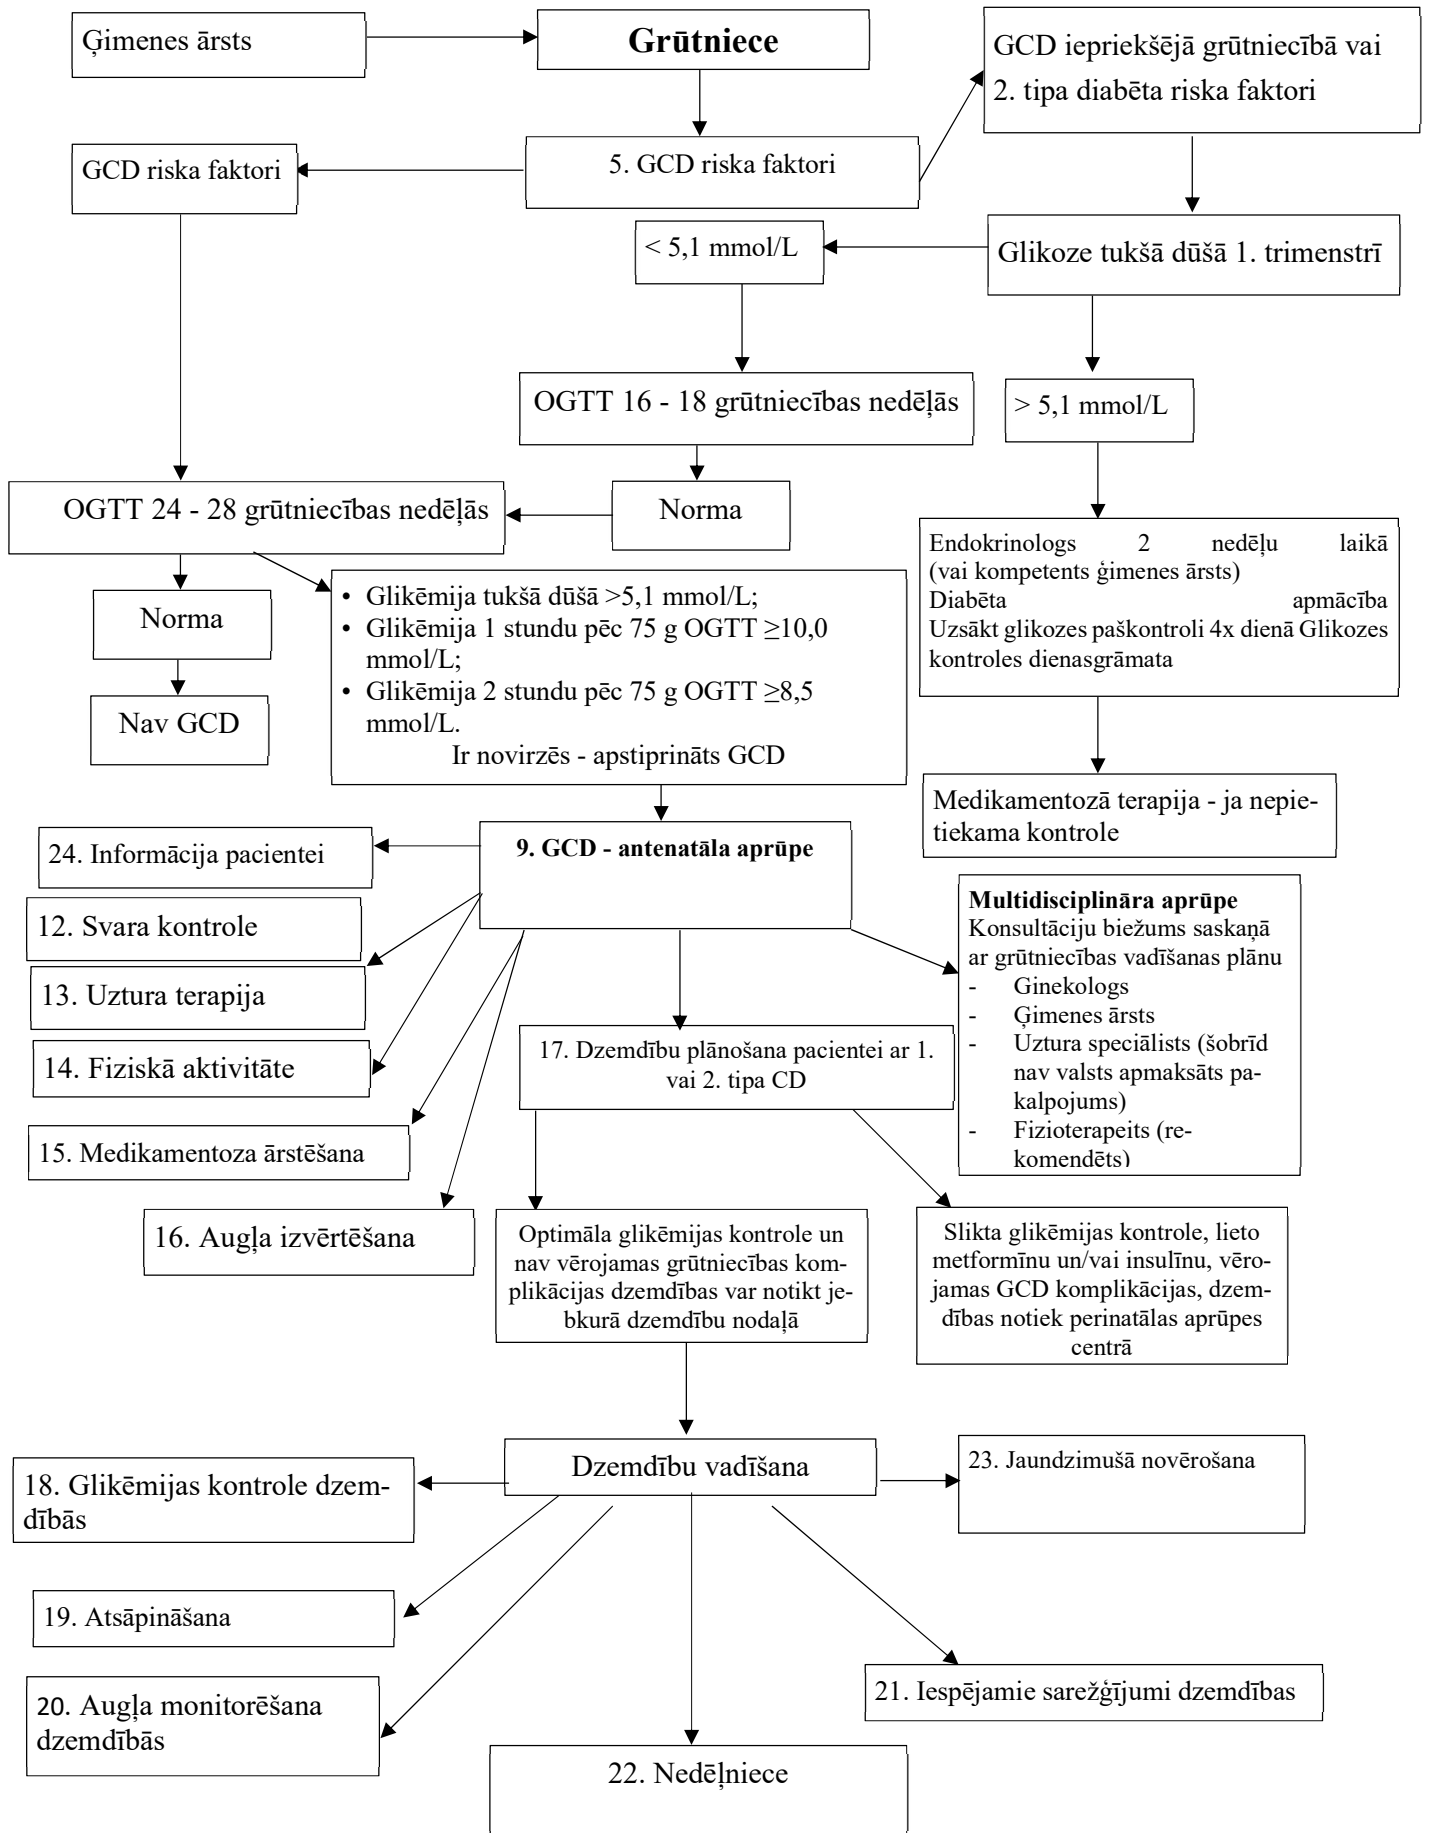 Ģimenes ārsts
Grūtniece
GCD iepriekšējā grūtniecībā vai
2. tipa diabēta riska faktori
GCD riska faktori
5. GCD riska faktori
< 5,1 mmol/L
Glikoze tukšā dūšā 1. trimenstrī
OGTT 16 - 18 grūtniecības nedēļās
> 5,1 mmol/L
OGTT 24 - 28 grūtniecības nedēļās
Norma
Endokrinologs 2 nedēļu laikā
(vai kompetents ģimenes ārsts)
Diabēta apmācība
Uzsākt glikozes paškontroli 4x dienā Glikozes
kontroles dienasgrāmata
Norma
Nav GCD
• Glikēmija tukšā dūšā >5,1 mmol/L;
• Glikēmija 1 stundu pēc 75 g OGTT ≥10,0
mmol/L;
• Glikēmija 2 stundu pēc 75 g OGTT ≥8,5
mmol/L.
Ir novirzēs - apstiprināts GCD
Medikamentozā terapija - ja nepie-
tiekama kontrole
24. Informācija pacientei
9. GCD - antenatāla aprūpe
12. Svara kontrole
13. Uztura terapija
14. Fiziskā aktivitāte
15. Medikamentoza ārstēšana
16. Augļa izvērtēšana
Multidisciplināra aprūpe
Konsultāciju biežums saskaņā
ar grūtniecības vadīšanas plānu
- Ginekologs
- Ģimenes ārsts
- Uztura speciālists (šobrīd
nav valsts apmaksāts pa-
kalpojums)
- Fizioterapeits (re-
komendēts)
17. Dzemdību plānošana pacientei ar 1.
vai 2. tipa CD
Optimāla glikēmijas kontrole un
nav vērojamas grūtniecības kom-
plikācijas dzemdības var notikt je-
bkurā dzemdību nodaļā
Slikta glikēmijas kontrole, lieto
metformīnu un/vai insulīnu, vēro-
jamas GCD komplikācijas, dzem-
dības notiek perinatālas aprūpes
centrā
Dzemdību vadīšana
18. Glikēmijas kontrole dzem-
dībās
23. Jaundzimušā novērošana
19. Atsāpināšana
20. Augļa monitorēšana
dzemdībās
21. Iespējamie sarežģījumi dzemdības
22. Nedēļniece